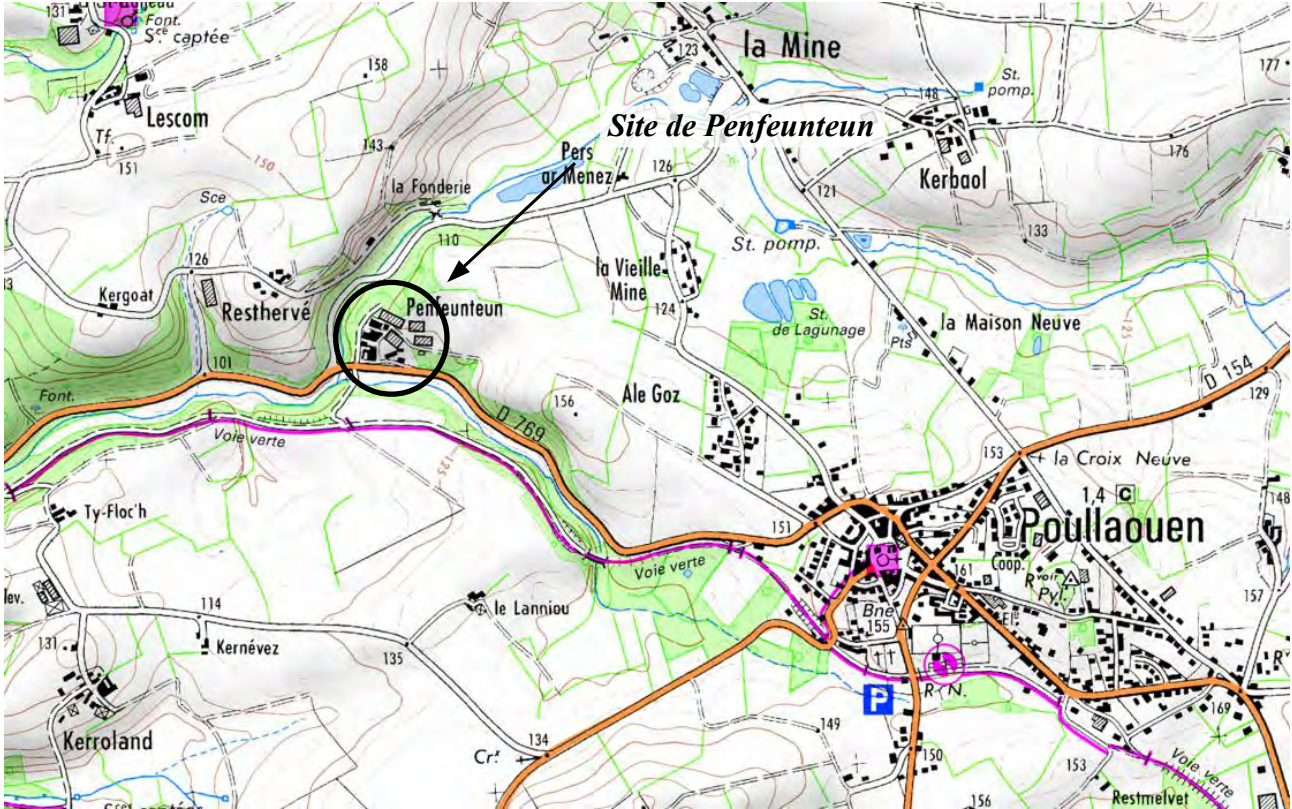 131
Font.
Sce captée
123
la Mine
158
177
St.
pomp.
148
Lescom
Site de Penfeunteun
Tf.
151
150
143
Pers
ar Menez
126
176
Kerbaol
la Fonderie
121
Sce
110
St. pomp.
133
126
la Vieille
Mine
Kergoat
Resthervé
Penfeunteun
124
St.
de Lagunage
la Maison Neuve
125
Pts
101
D 154
Font.
156
Ale Goz
129
D 769
Voie verte
125
153
la Croix Neuve
1,4 C
148
Ty-Floc'h
151
Poullaouen
Coop.
Voie verte
161
Rvoir
Pyl.
le Lanniou
157
114
Bne
155
131
Kernévez
135
R N.
P
149
169
Kerroland
Crx
134
150
Voie verte
153
156
Restmelvet